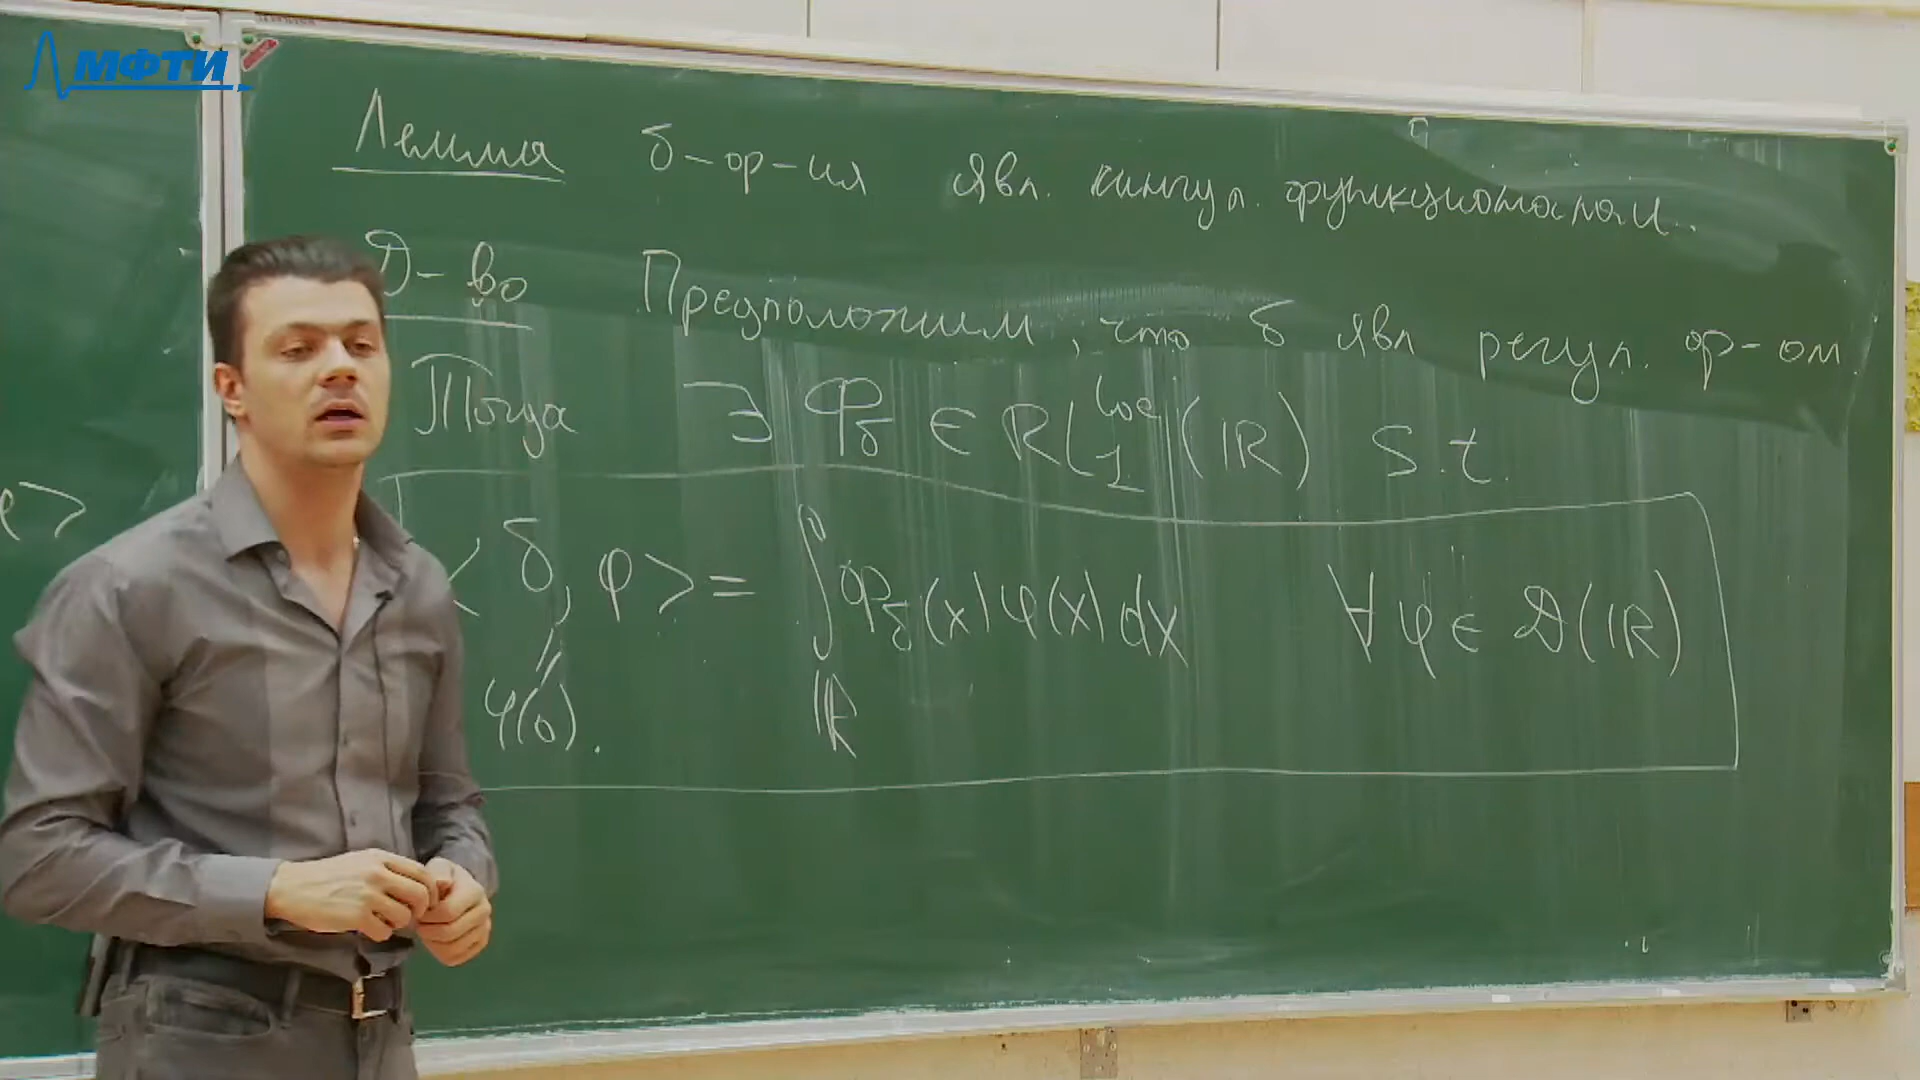 МФТИ
Лемма δ-ф-ия явл. сингул. функционалом.
Д-во Предположим, что δ явл регул. ф-ом.
Тогда ∃ Φ_δ ∈ RL_1^{loc}(ℝ) s.t.
<δ, φ> = ∫_ℝ Φ_δ(x)φ(x)dx ∀φ ∈ D(ℝ)
φ(0).
φ>